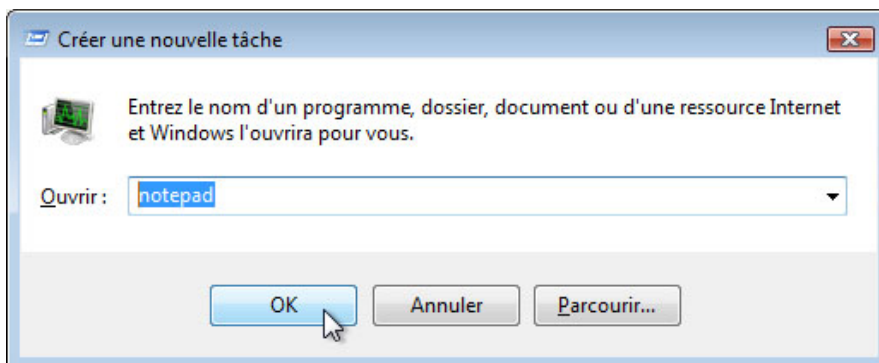 Créer une nouvelle tâche
Entrez le nom d'un programme, dossier, document ou d'une ressource Internet
et Windows l'ouvrira pour vous.
Ouvrir : notepad
OK Annuler Parcourir...